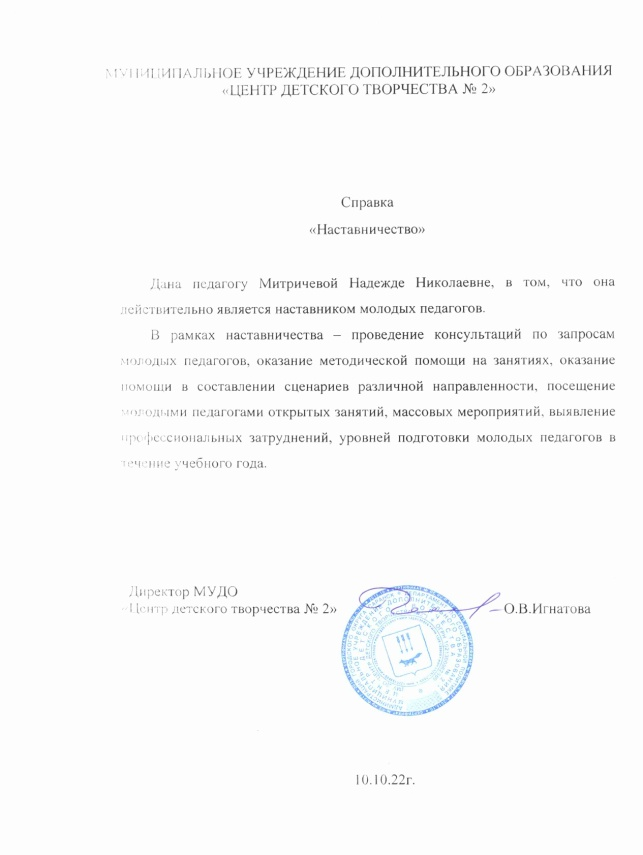 МУНИЦИПАЛЬНОЕ УЧРЕЖДЕНИЕ ДОПОЛНИТЕЛЬНОГО ОБРАЗОВАНИЯ
«ЦЕНТР ДЕТСКОГО ТВОРЧЕСТВА № 2»
Справка
«Наставничество»
Дана педагогу Митричевой Надежде Николаевне, в том, что она
действительно является наставником молодых педагогов.
В рамках наставничества – проведение консультаций по запросам
молодых педагогов, оказание методической помощи на занятиях, оказание
помощи в составлении сценариев различной направленности, посещение
молодыми педагогами открытых занятий, массовых мероприятий, выявление
профессиональных затруднений, уровней подготовки молодых педагогов в
течение учебного года.
Директор МУДО
«Центр детского творчества № 2» О.В.Игнатова
10.10.22г.